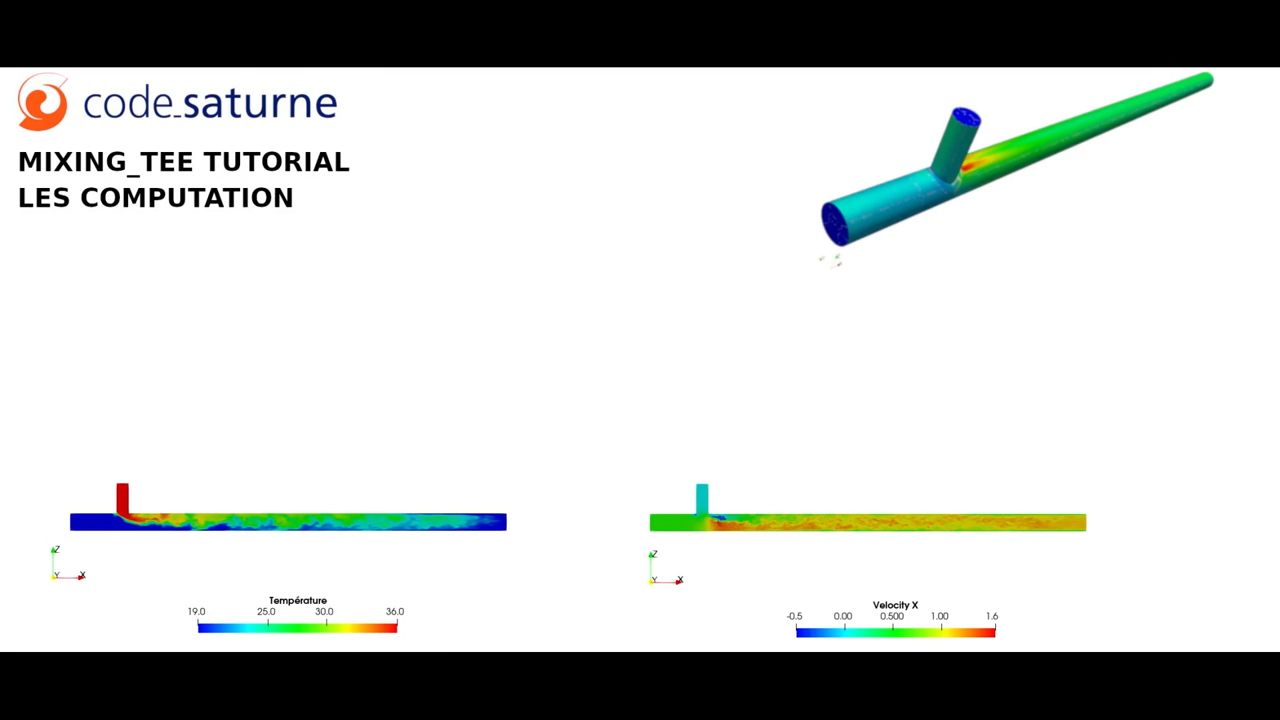 code_saturne
MIXING_TEE TUTORIAL
LES COMPUTATION
Z
Y
X
Température
19.0 25.0 30.0 36.0
Z
Y
X
Velocity X
-0.5 0.00 0.500 1.00 1.6